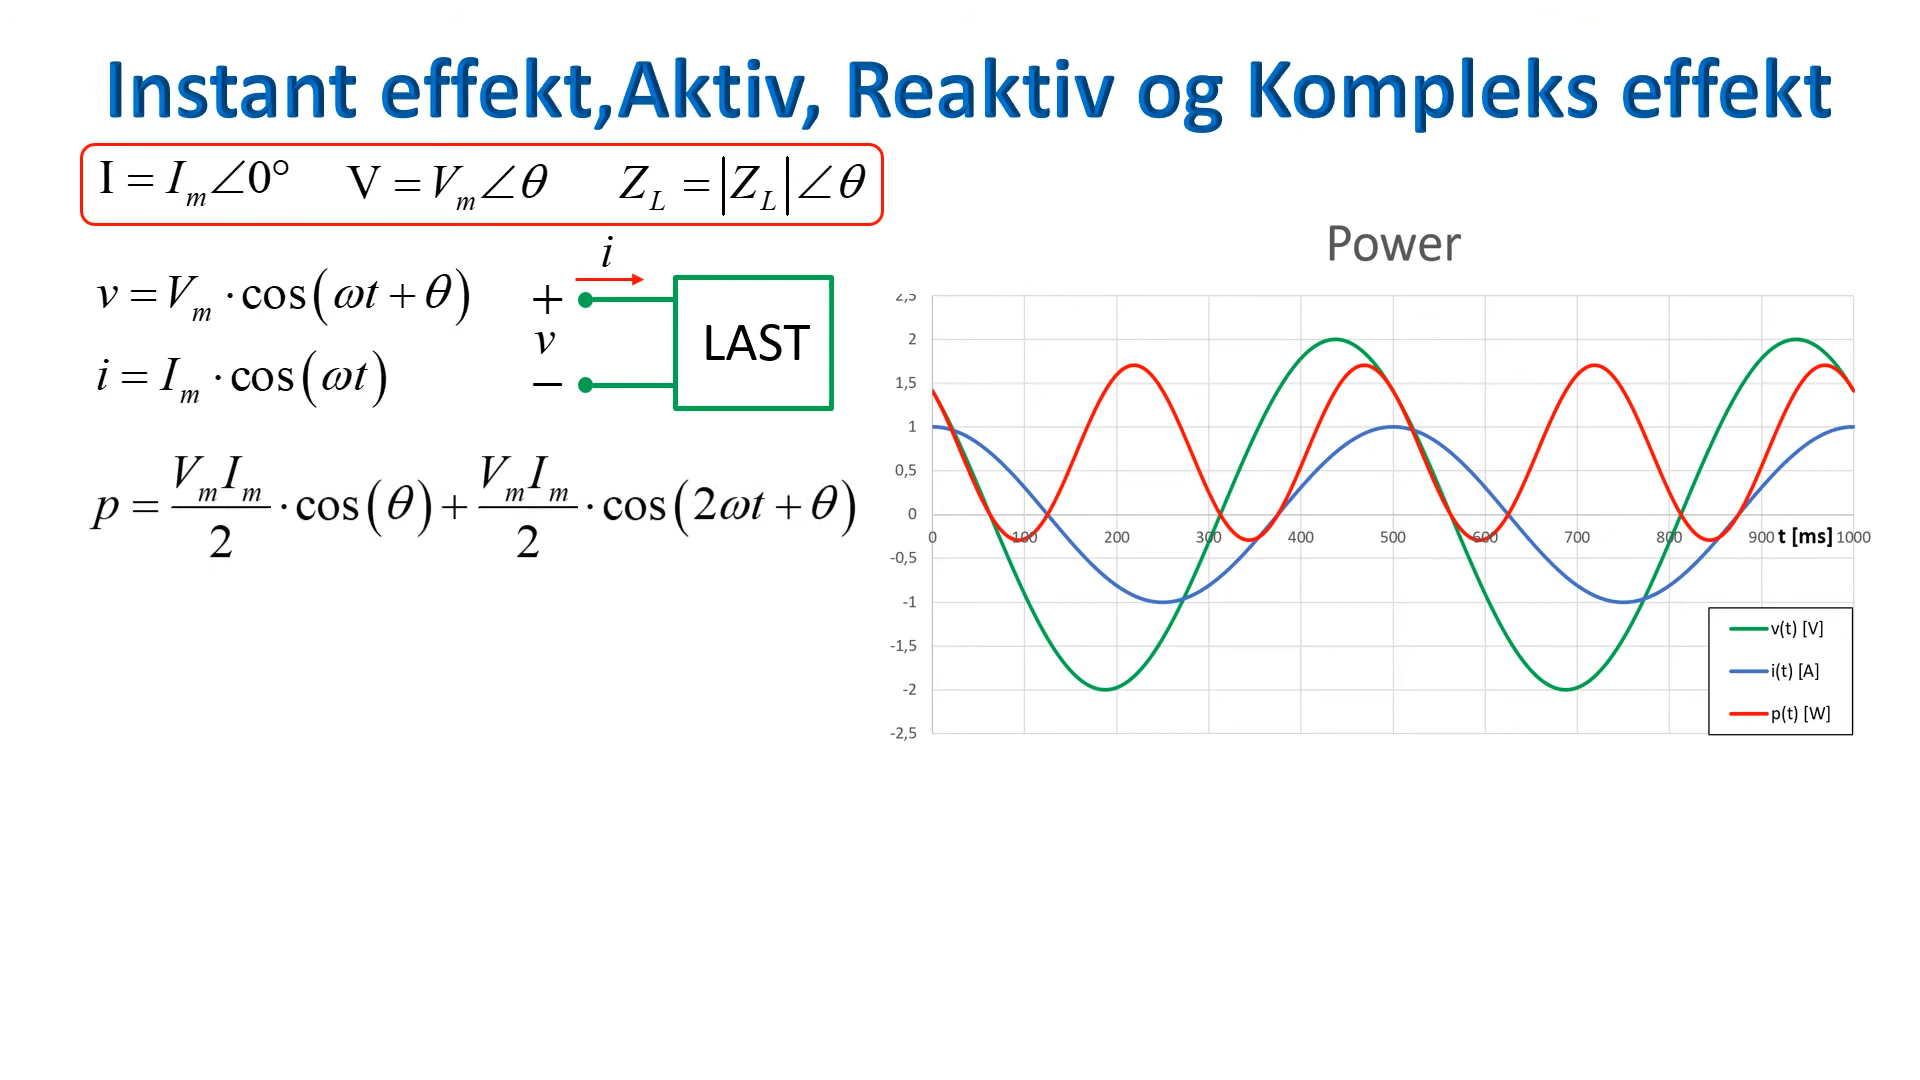 Instant effekt,Aktiv, Reaktiv og Kompleks effekt
I = I_m∠0° V = V_m∠θ Z_L = |Z_L|∠θ
v = V_m · cos(ωt + θ)
i = I_m · cos(ωt)
i
+
v
−
LAST
p = V_m I_m / 2 · cos(θ) + V_m I_m / 2 · cos(2ωt + θ)
Power
2,5
2
1,5
1
0,5
0
-0,5
-1
-1,5
-2
-2,5
0 100 200 300 400 500 600 700 800 900 t [ms] 1000
v(t) [V]
i(t) [A]
p(t) [W]